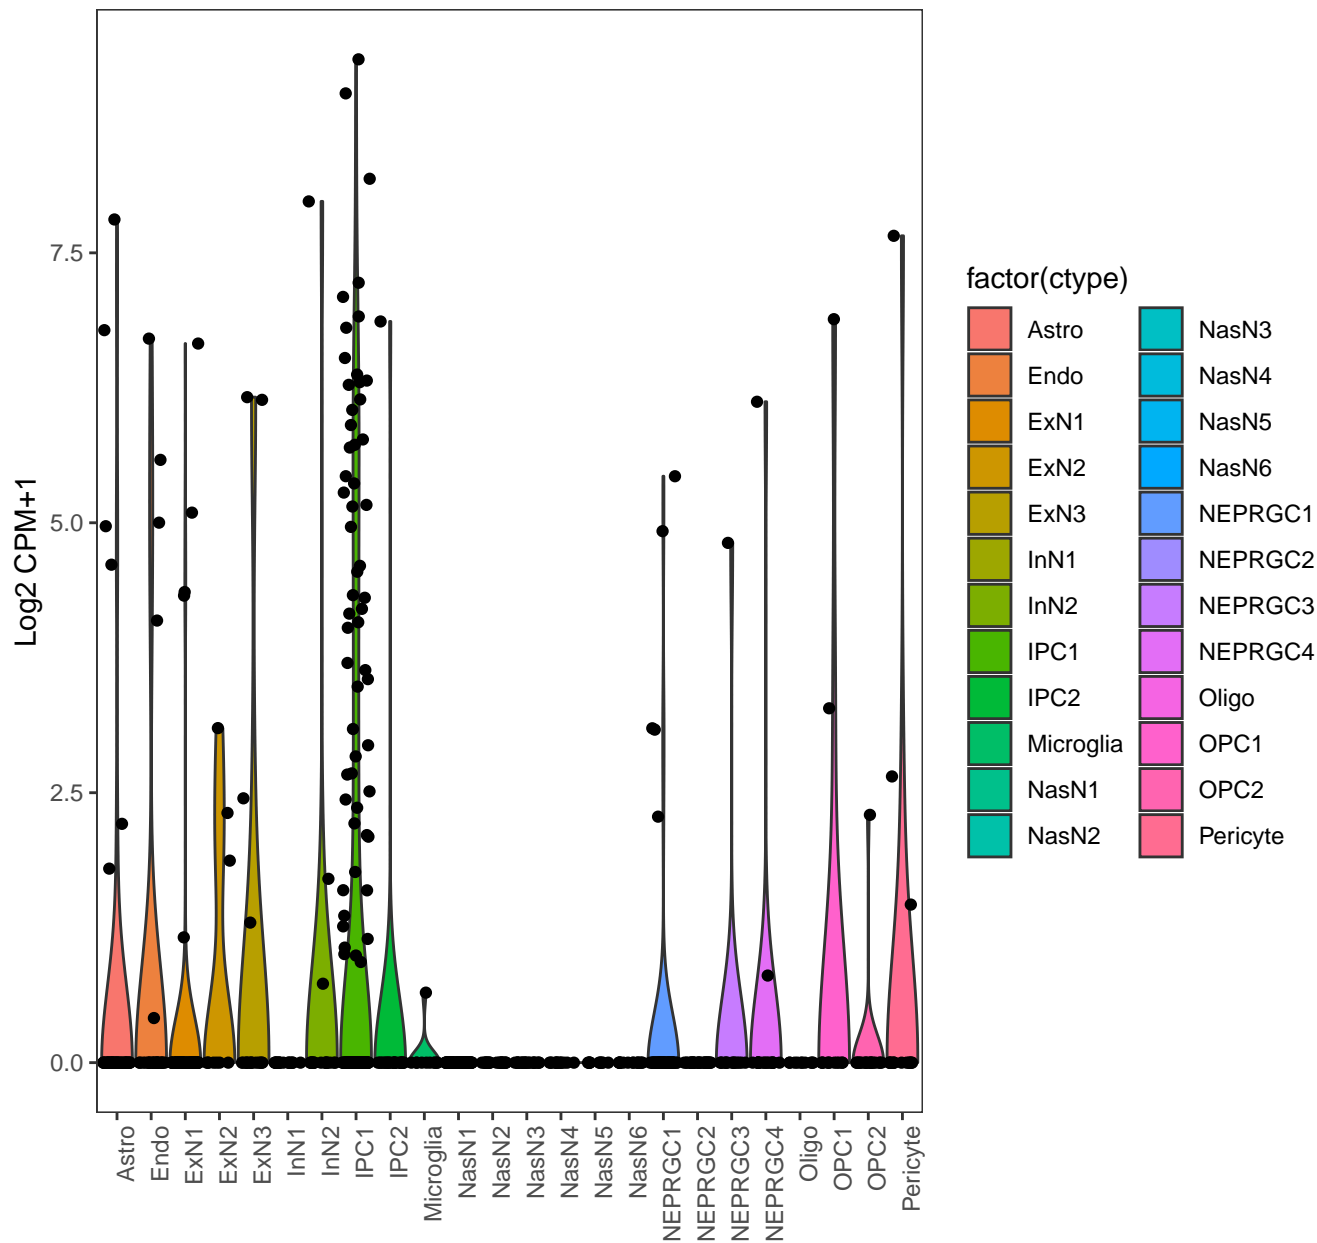 Log2 CPM+1
7.5
5.0
2.5
0.0
Astro
Endo
ExN1
ExN2
ExN3
InN1
InN2
IPC1
IPC2
Microglia
NasN1
NasN2
NasN3
NasN4
NasN5
NasN6
NEPRGC1
NEPRGC2
NEPRGC3
NEPRGC4
Oligo
OPC1
OPC2
Pericyte
factor(ctype)
Astro
Endo
ExN1
ExN2
ExN3
InN1
InN2
IPC1
IPC2
Microglia
NasN1
NasN2
NasN3
NasN4
NasN5
NasN6
NEPRGC1
NEPRGC2
NEPRGC3
NEPRGC4
Oligo
OPC1
OPC2
Pericyte